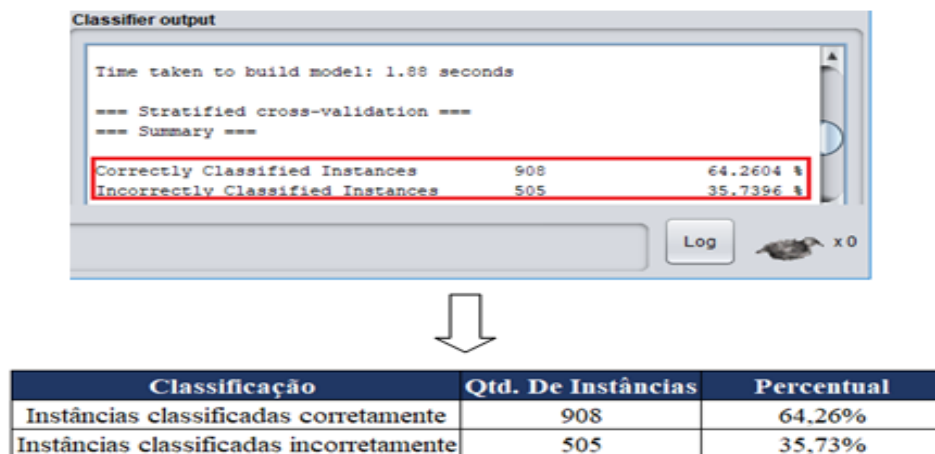 Classifier output
Time taken to build model: 1.88 seconds
=== Stratified cross-validation ===
=== Summary ===
Correctly Classified Instances 908 64.2604 %
Incorrectly Classified Instances 505 35.7396 %
Log
x 0
Classificação Qtd. De Instâncias Percentual
Instâncias classificadas corretamente 908 64,26%
Instâncias classificadas incorretamente 505 35,73%